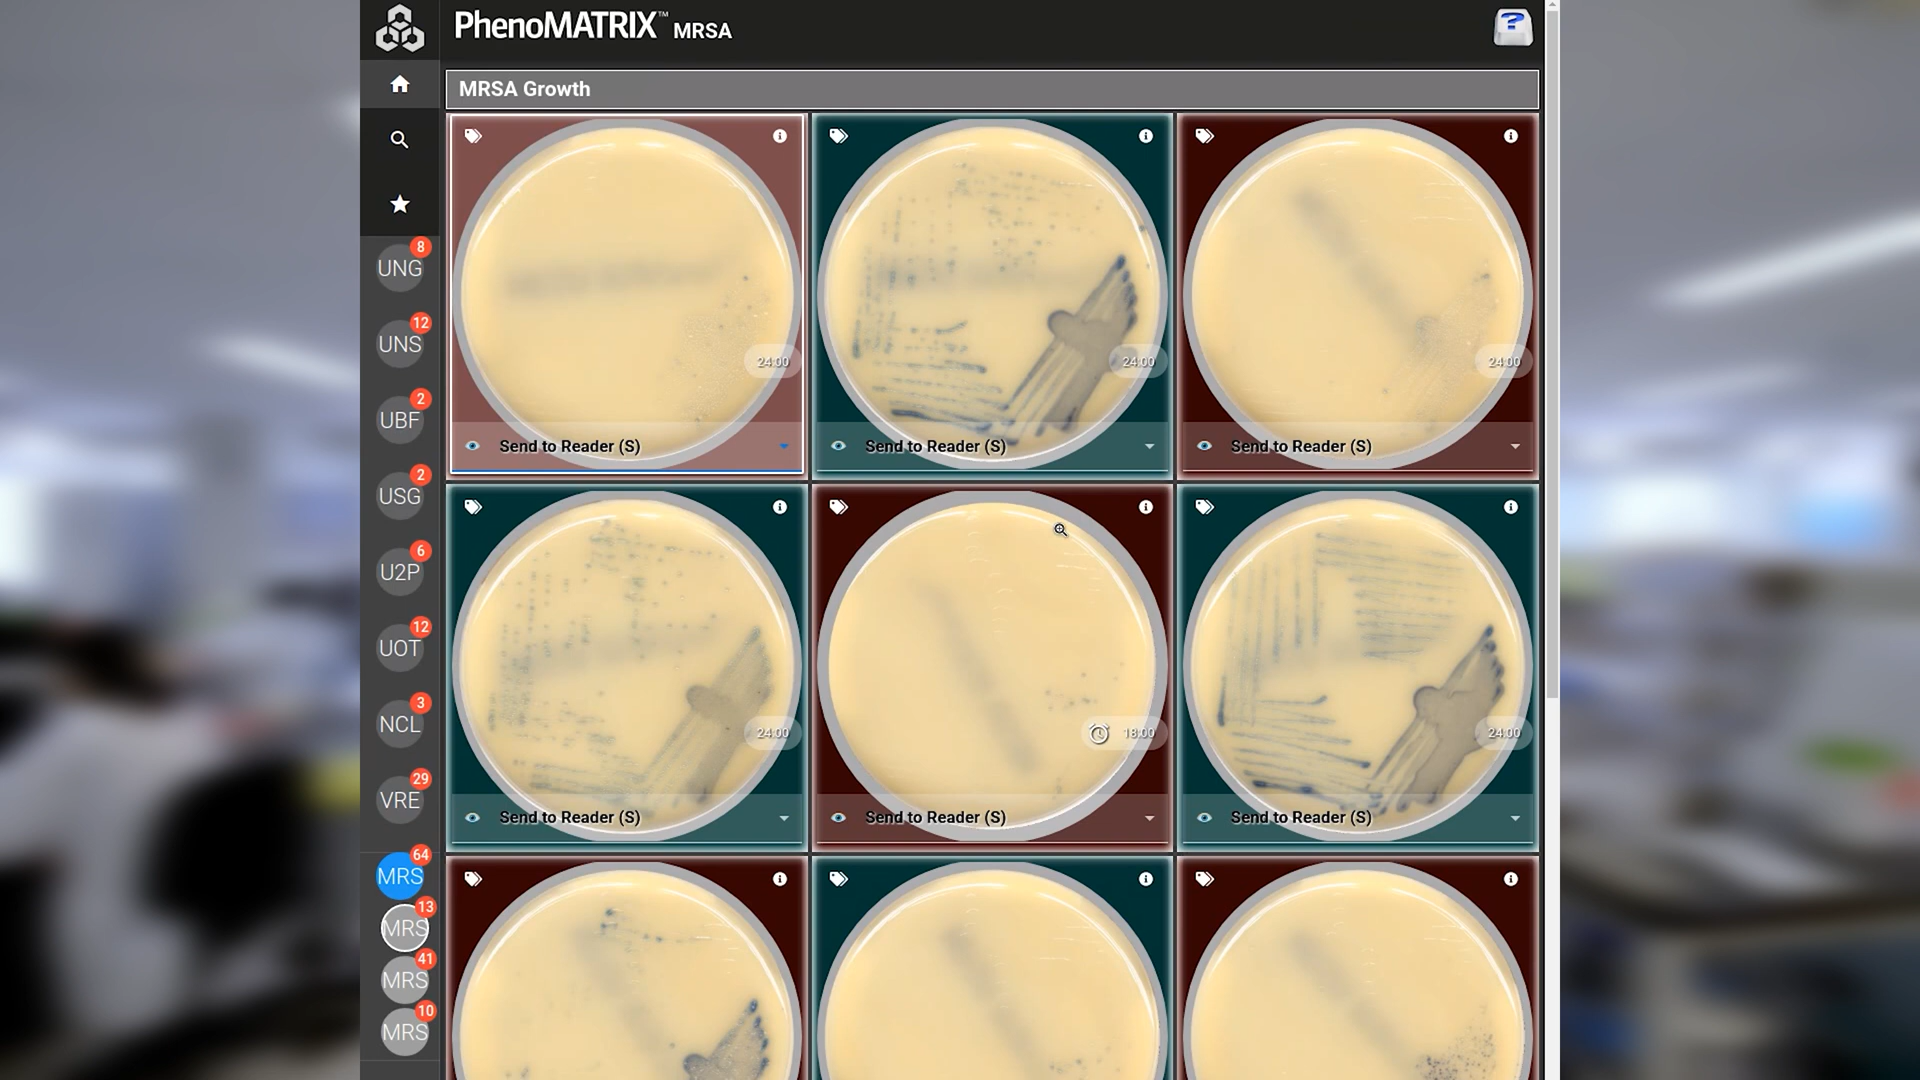 PhenoMATRIX™ MRSA
?
MRSA Growth
8
UNG
12
UNS
2
UBF
2
USG
6
U2P
12
UOT
3
NCL
29
VRE
64
MRS
13
MRS
41
MRS
10
MRS
24:00
Send to Reader (S)
24:00
Send to Reader (S)
24:00
Send to Reader (S)
24:00
Send to Reader (S)
18:00
Send to Reader (S)
24:00
Send to Reader (S)